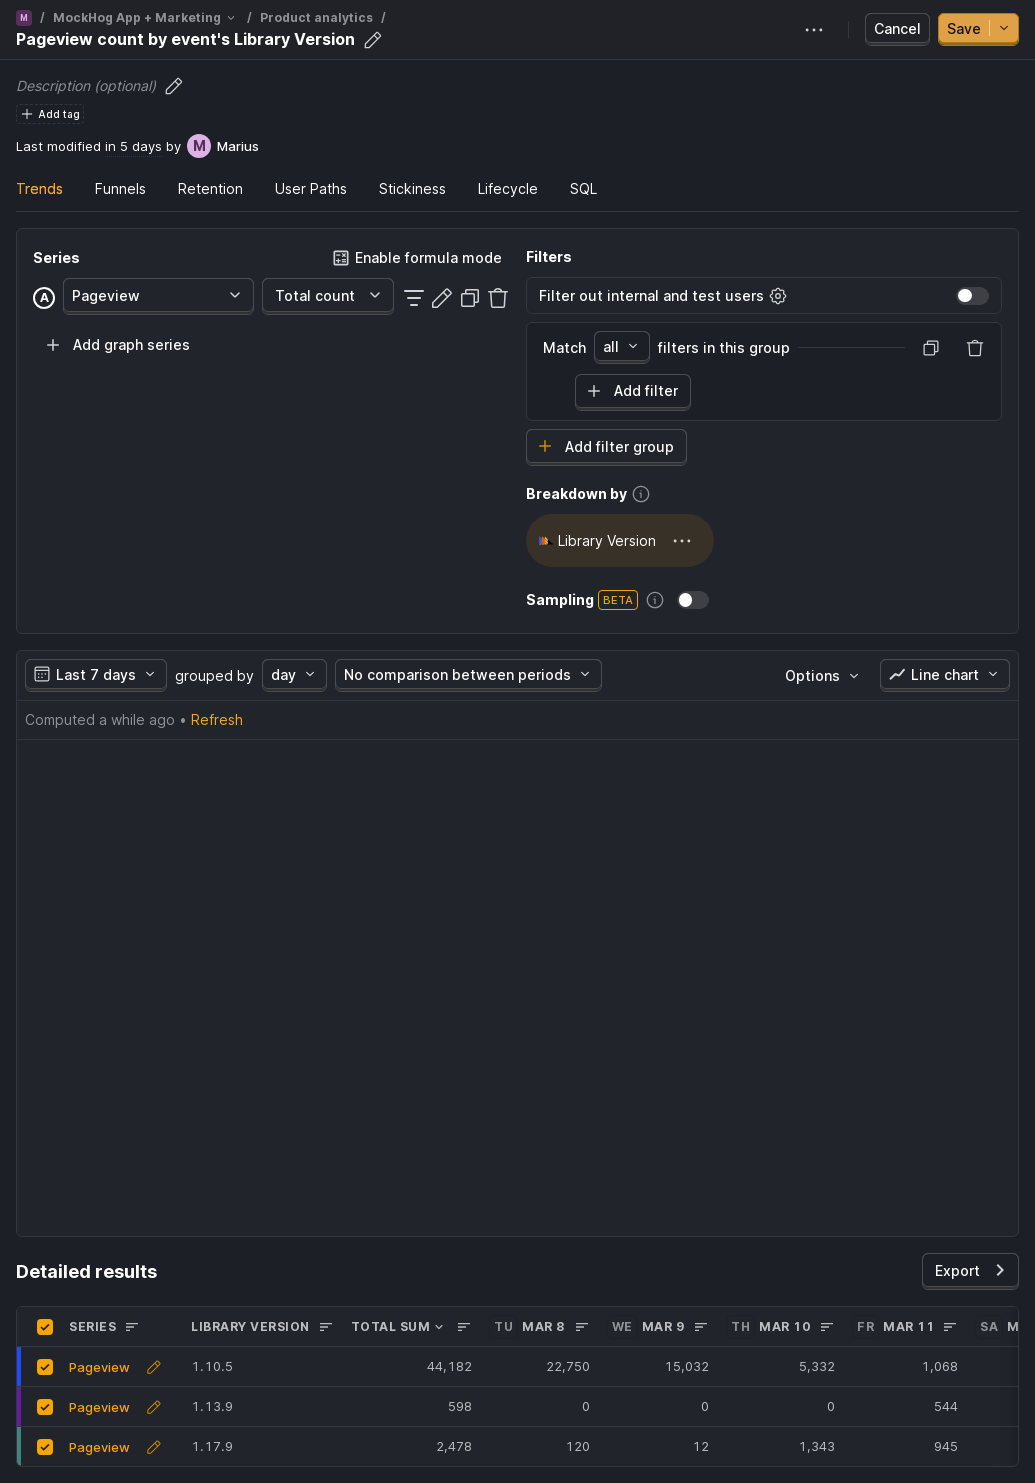 M / MockHog App + Marketing / Product analytics /
Pageview count by event's Library Version
Cancel
Save
Description (optional)
Add tag
Last modified in 5 days by M Marius
Trends Funnels Retention User Paths Stickiness Lifecycle SQL
Series
Enable formula mode
A Pageview Total count
Add graph series
Filters
Filter out internal and test users
Match all filters in this group
Add filter
Add filter group
Breakdown by
Library Version
Sampling BETA
Last 7 days grouped by day No comparison between periods Options Line chart
Computed a while ago • Refresh
Detailed results
Export
SERIES LIBRARY VERSION TOTAL SUM TU MAR 8 WE MAR 9 TH MAR 10 FR MAR 11 SA M
Pageview 1.10.5 44,182 22,750 15,032 5,332 1,068
Pageview 1.13.9 598 0 0 0 544
Pageview 1.17.9 2,478 120 12 1,343 945